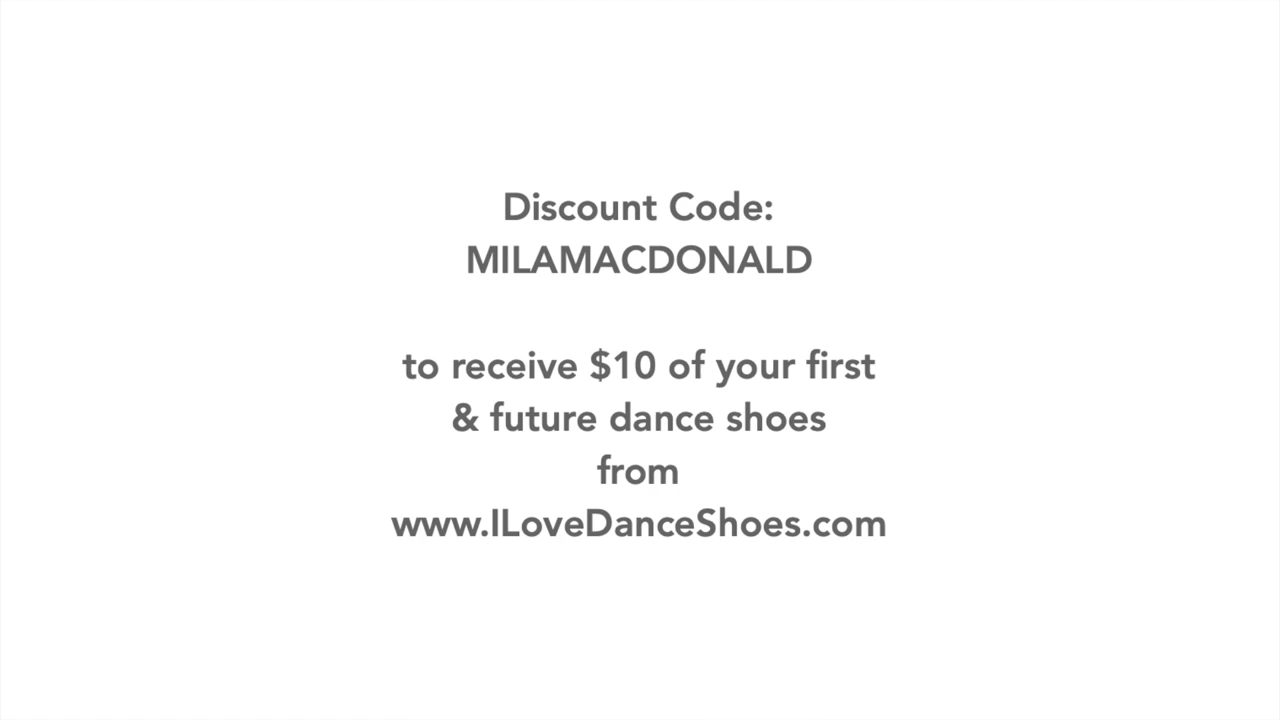 Discount Code:
MILAMACDONALD
to receive $10 of your first
& future dance shoes
from
www.ILoveDanceShoes.com